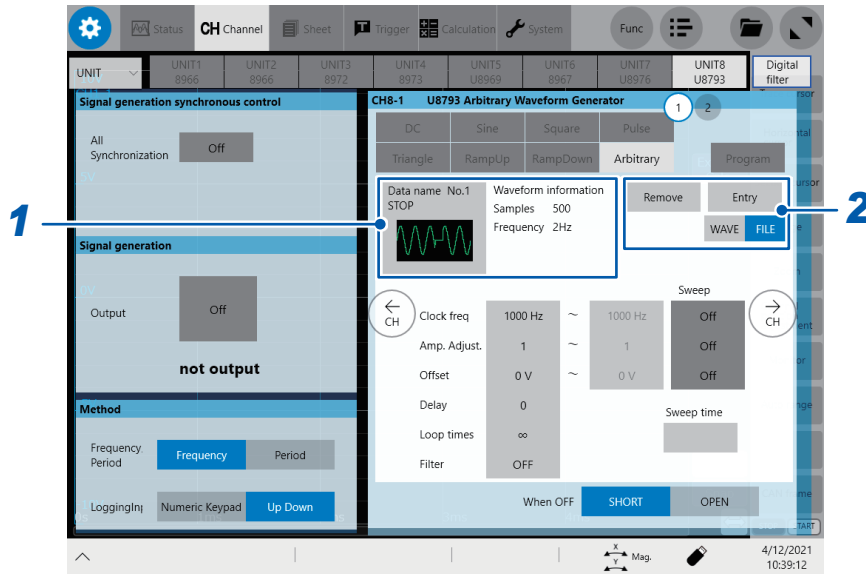 Status
CH Channel
Sheet
T Trigger
Calculation
System
Func
UNIT
UNIT1
8966
UNIT2
8966
UNIT3
8972
UNIT4
8973
UNIT5
U8969
UNIT6
8967
UNIT7
U8976
UNIT8
U8793
Digital
filter
Signal generation synchronous control
All
Synchronization
Off
Signal generation
Output
Off
not output
Method
Frequency.
Period
Frequency
Period
LoggingInp
Numeric Keypad
Up Down
CH8-1 U8793 Arbitrary Waveform Generator
1
2
DC
Sine
Square
Pulse
Triangle
RampUp
RampDown
Arbitrary
Program
1
Data name No.1
STOP
Waveform information
Samples 500
Frequency 2Hz
Remove
Entry
WAVE
FILE
2
← CH
→ CH
Sweep
Clock freq 1000 Hz ~ 1000 Hz Off
Amp. Adjust. 1 ~ 1 Off
Offset 0 V ~ 0 V Off
Delay 0
Sweep time
Loop times ∞
Filter OFF
When OFF
SHORT
OPEN
START
X
Y
Mag.
4/12/2021
10:39:12